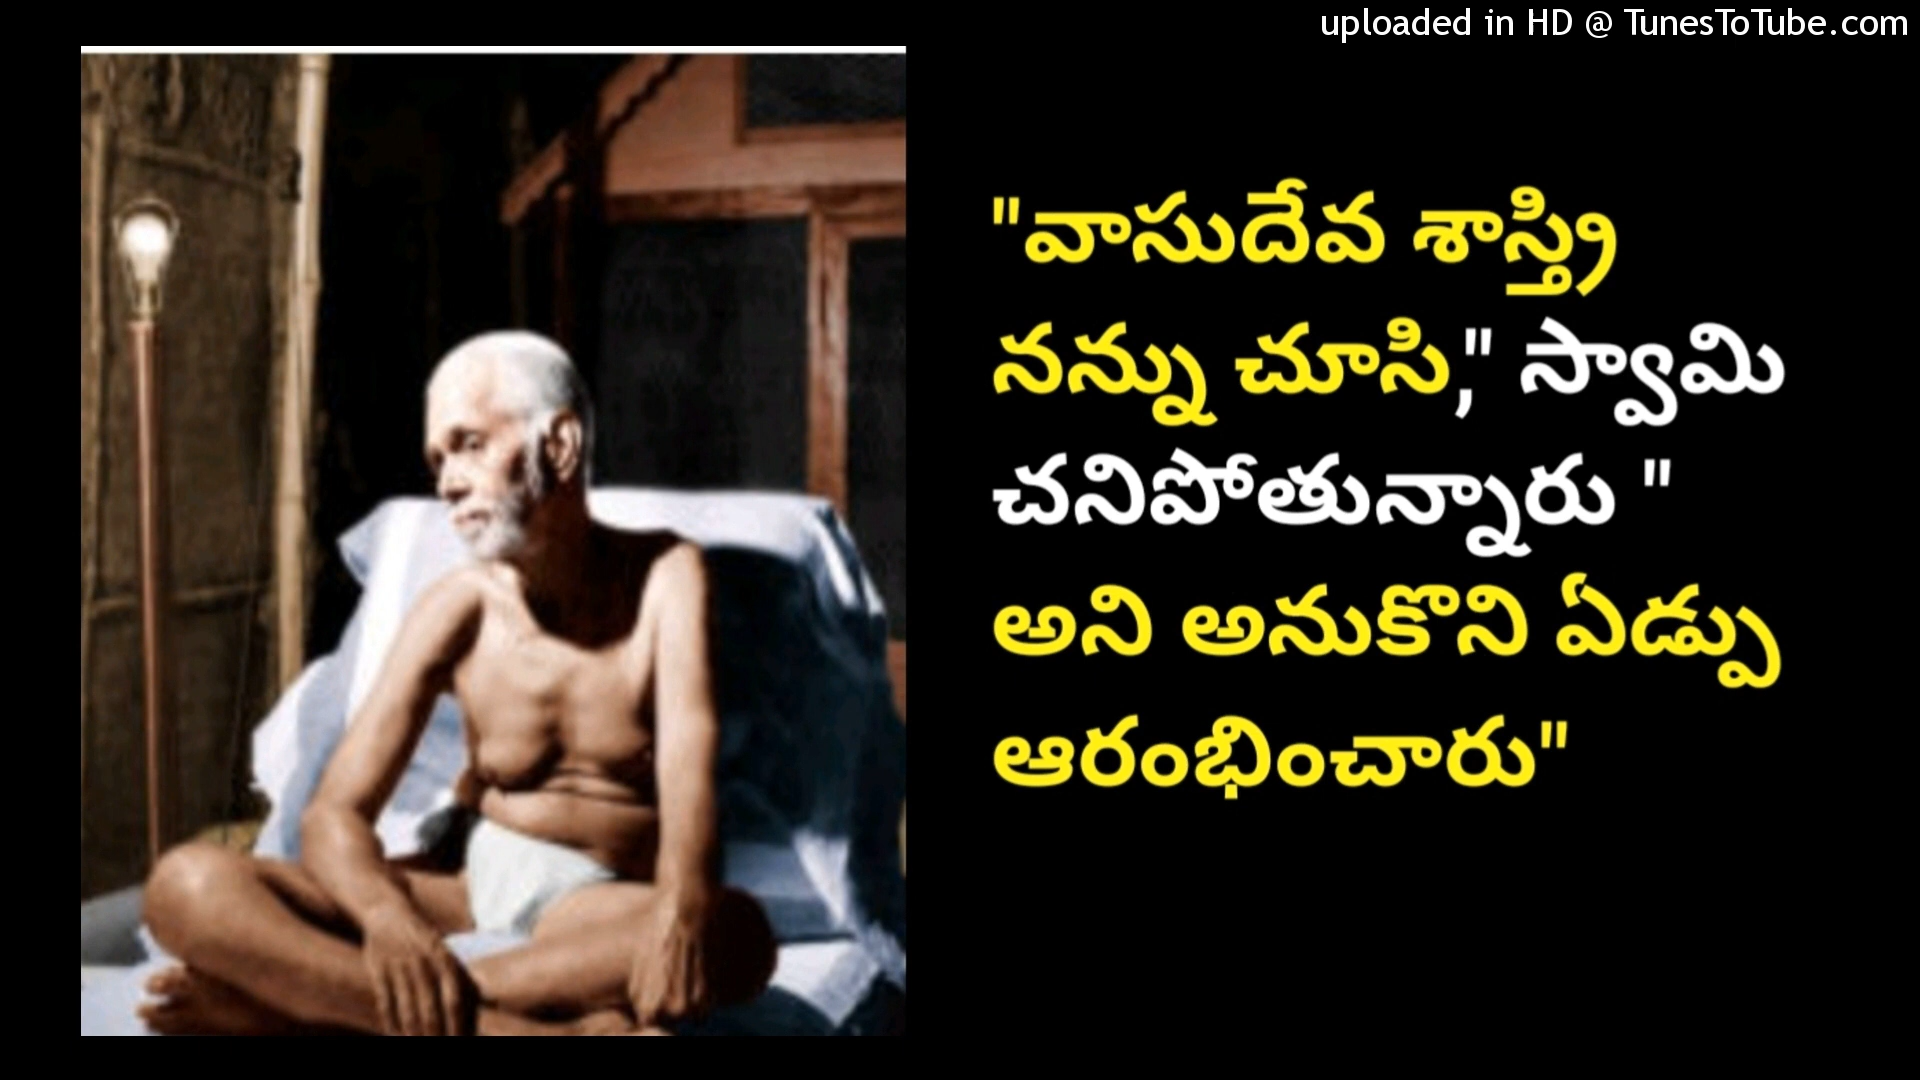 uploaded in HD @ TunesToTube.com
"వాసుదేవ శాస్త్రి
నన్ను చూసి," స్వామి
చనిపోతున్నారు "
అని అనుకొని ఏడ్పు
ఆరంభించారు"